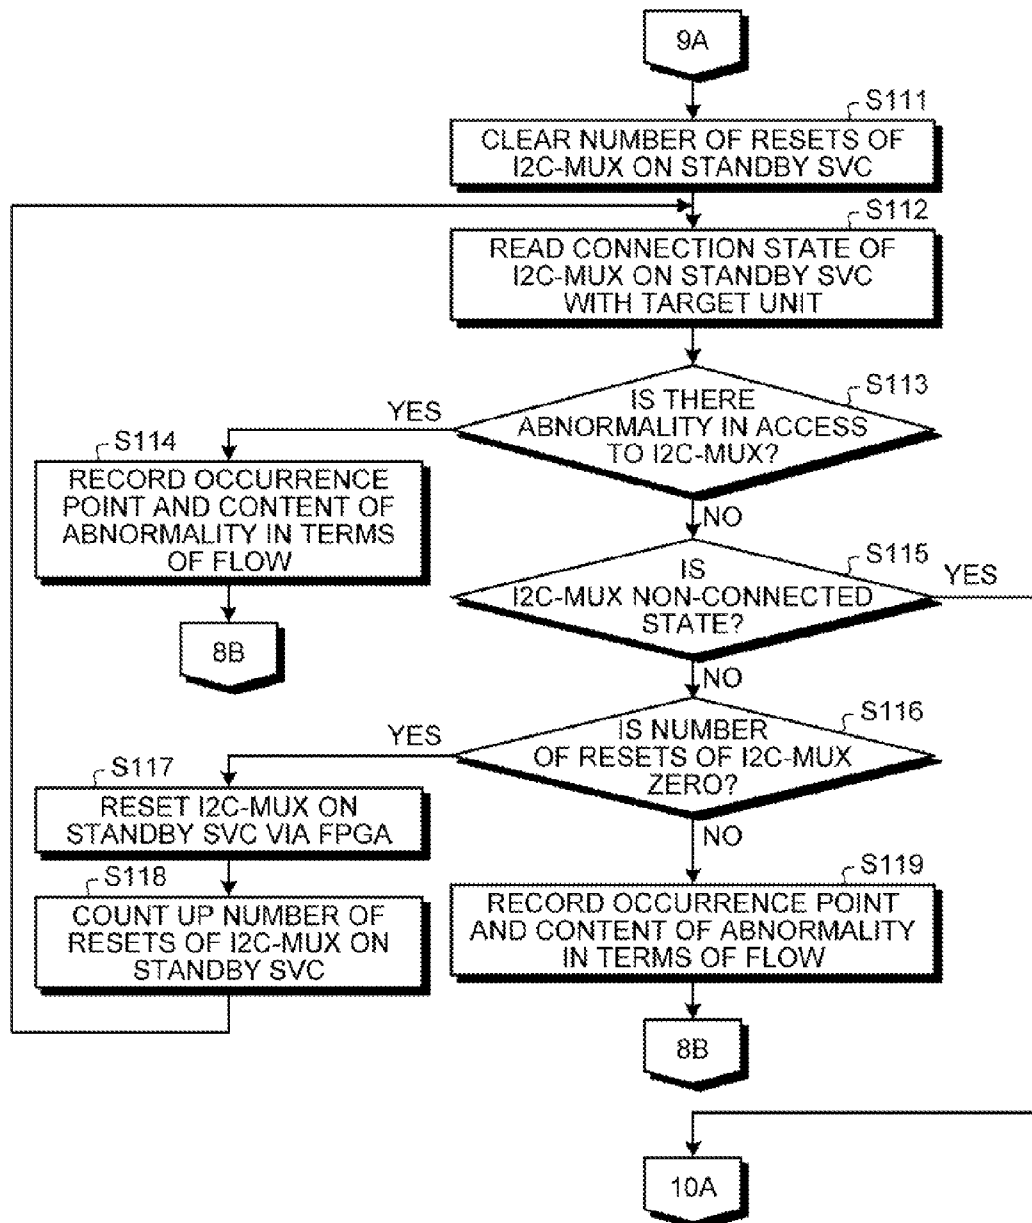 9A
S111
CLEAR NUMBER OF RESETS OF
I2C-MUX ON STANDBY SVC
S112
READ CONNECTION STATE OF
I2C-MUX ON STANDBY SVC
WITH TARGET UNIT
S113
IS THERE
ABNORMALITY IN ACCESS
TO I2C-MUX?
YES
NO
S114
RECORD OCCURRENCE
POINT AND CONTENT OF
ABNORMALITY IN TERMS
OF FLOW
8B
S115
IS
I2C-MUX NON-CONNECTED
STATE?
YES
NO
S116
IS NUMBER
OF RESETS OF I2C-MUX
ZERO?
YES
NO
S117
RESET I2C-MUX ON
STANDBY SVC VIA FPGA
S118
COUNT UP NUMBER OF
RESETS OF I2C-MUX ON
STANDBY SVC
S119
RECORD OCCURRENCE POINT
AND CONTENT OF ABNORMALITY
IN TERMS OF FLOW
8B
10A